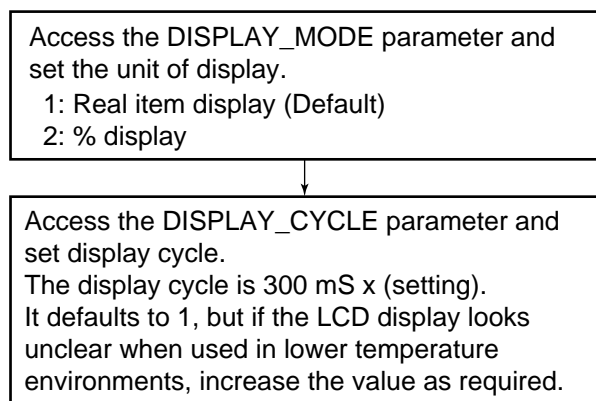 Access the DISPLAY_MODE parameter and
set the unit of display.
1: Real item display (Default)
2: % display
Access the DISPLAY_CYCLE parameter and
set display cycle.
The display cycle is 300 mS x (setting).
It defaults to 1, but if the LCD display looks
unclear when used in lower temperature
environments, increase the value as required.